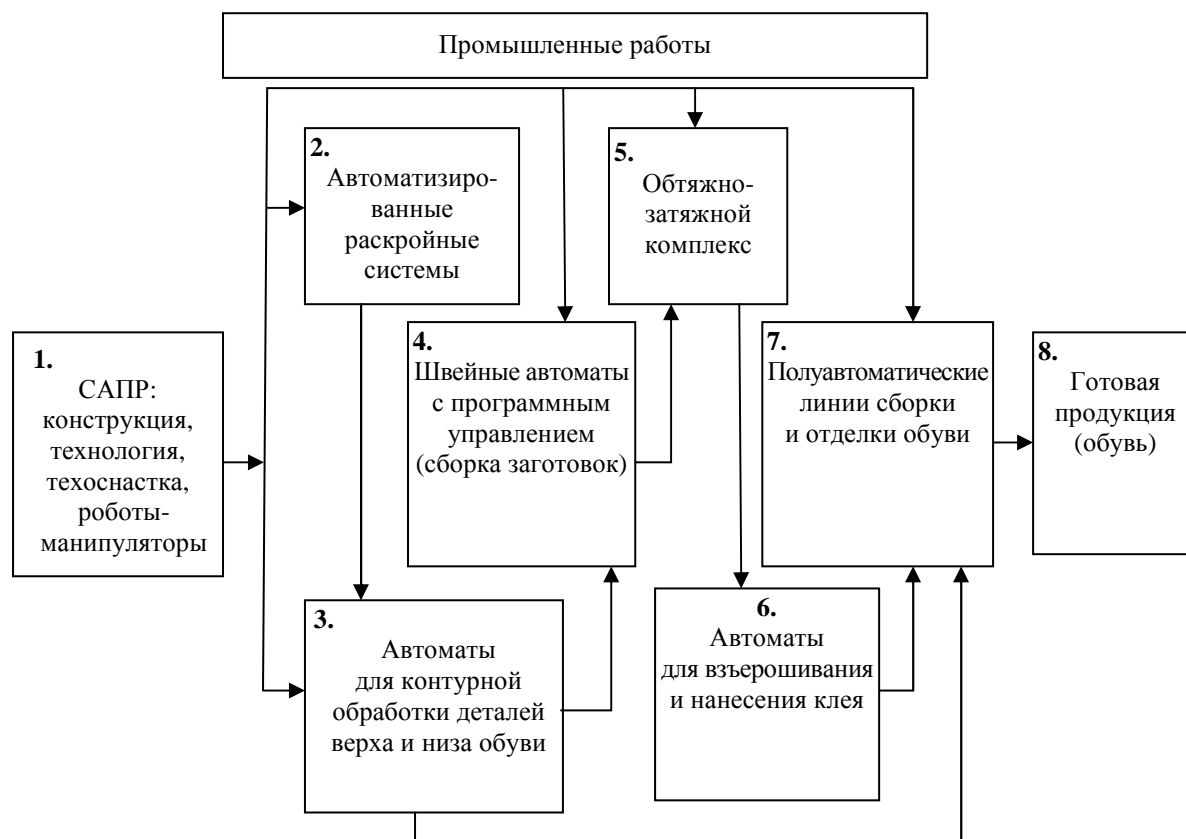 Промышленные работы
1.
САПР:
конструкция,
технология,
техоснастка,
роботы-
манипуляторы
2.
Автоматизиро-
ванные
раскройные
системы
3.
Автоматы
для контурной
обработки деталей
верха и низа обуви
4.
Швейные автоматы
с программным
управлением
(сборка заготовок)
5.
Обтяжно-
затяжной
комплекс
6.
Автоматы
для взъерошивания
и нанесения клея
7.
Полуавтоматические
линии сборки
и отделки обуви
8.
Готовая
продукция
(обувь)